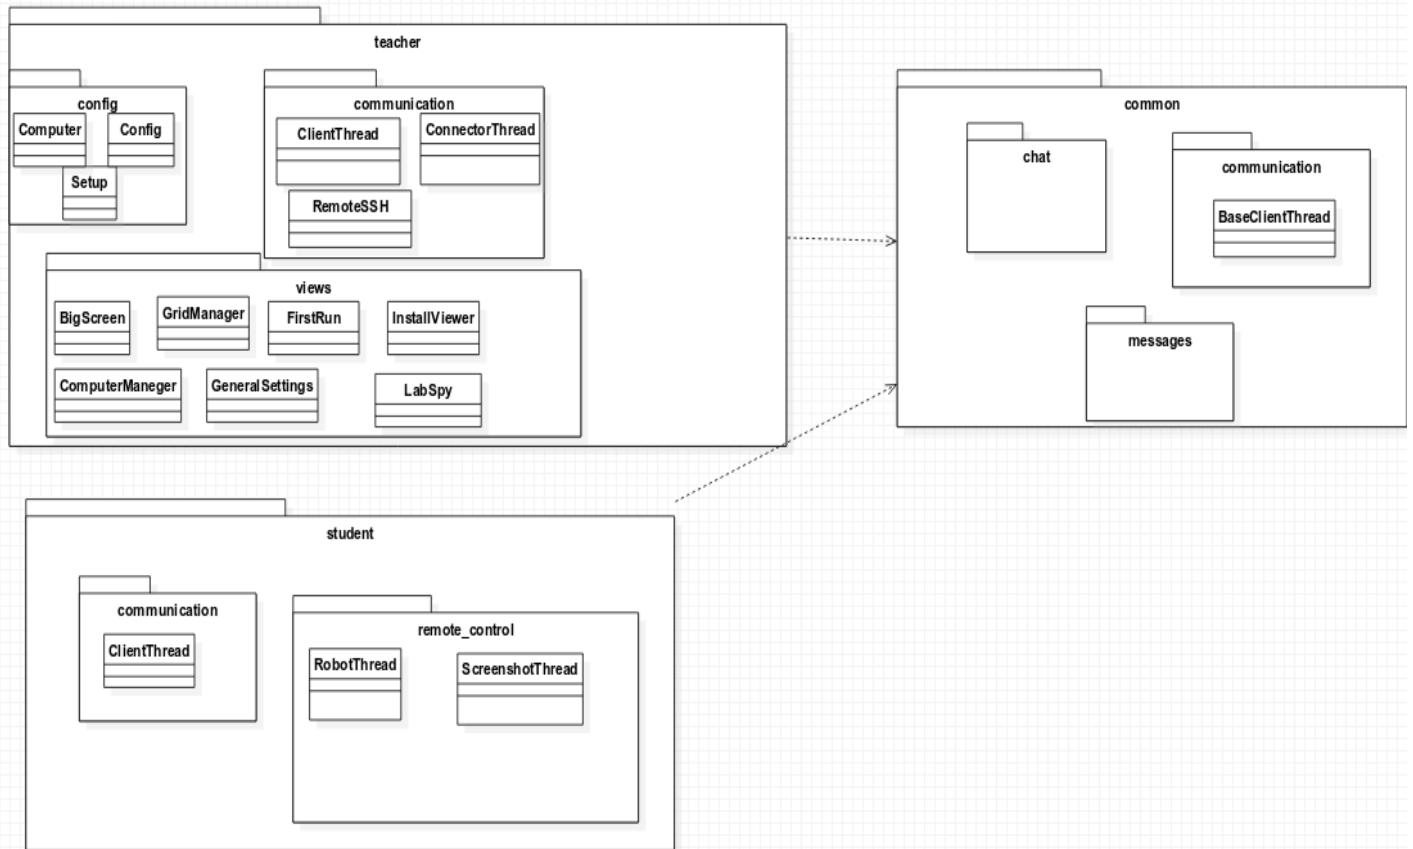 teacher
config
Computer
Config
Setup
communication
ClientThread
ConnectorThread
RemoteSSH
views
BigScreen
GridManager
FirstRun
InstallViewer
ComputerManeger
GeneralSettings
LabSpy
common
chat
communication
BaseClientThread
messages
student
communication
ClientThread
remote_control
RobotThread
ScreenshotThread